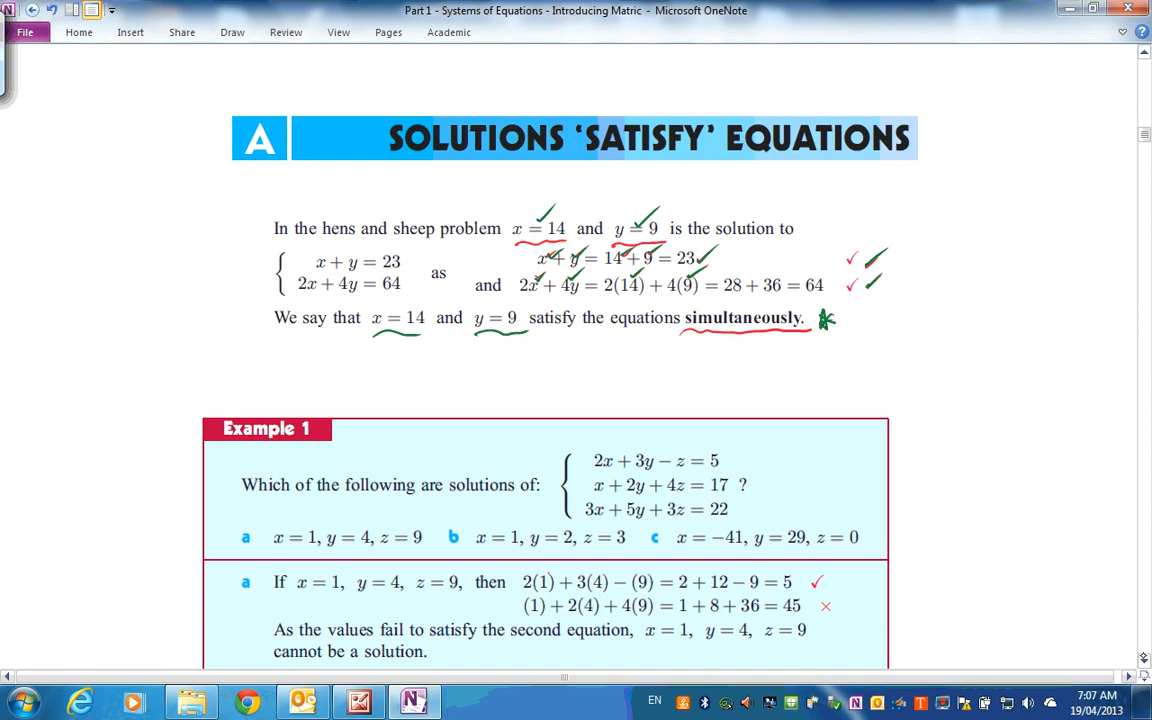 Part 1 - Systems of Equations - Introducing Matric - Microsoft OneNote
File Home Insert Share Draw Review View Pages Academic
A SOLUTIONS ‘SATISFY’ EQUATIONS
In the hens and sheep problem x = 14 and y = 9 is the solution to
{ x + y = 23 as x + y = 14 + 9 = 23 ✓
2x + 4y = 64 and 2x + 4y = 2(14) + 4(9) = 28 + 36 = 64 ✓
We say that x = 14 and y = 9 satisfy the equations simultaneously.
Example 1
Which of the following are solutions of: { 2x + 3y − z = 5
x + 2y + 4z = 17 ?
3x + 5y + 3z = 22
a x = 1, y = 4, z = 9 b x = 1, y = 2, z = 3 c x = −41, y = 29, z = 0
a If x = 1, y = 4, z = 9, then 2(1) + 3(4) − (9) = 2 + 12 − 9 = 5 ✓
(1) + 2(4) + 4(9) = 1 + 8 + 36 = 45 ×
As the values fail to satisfy the second equation, x = 1, y = 4, z = 9
cannot be a solution.
EN
7:07 AM
19/04/2013